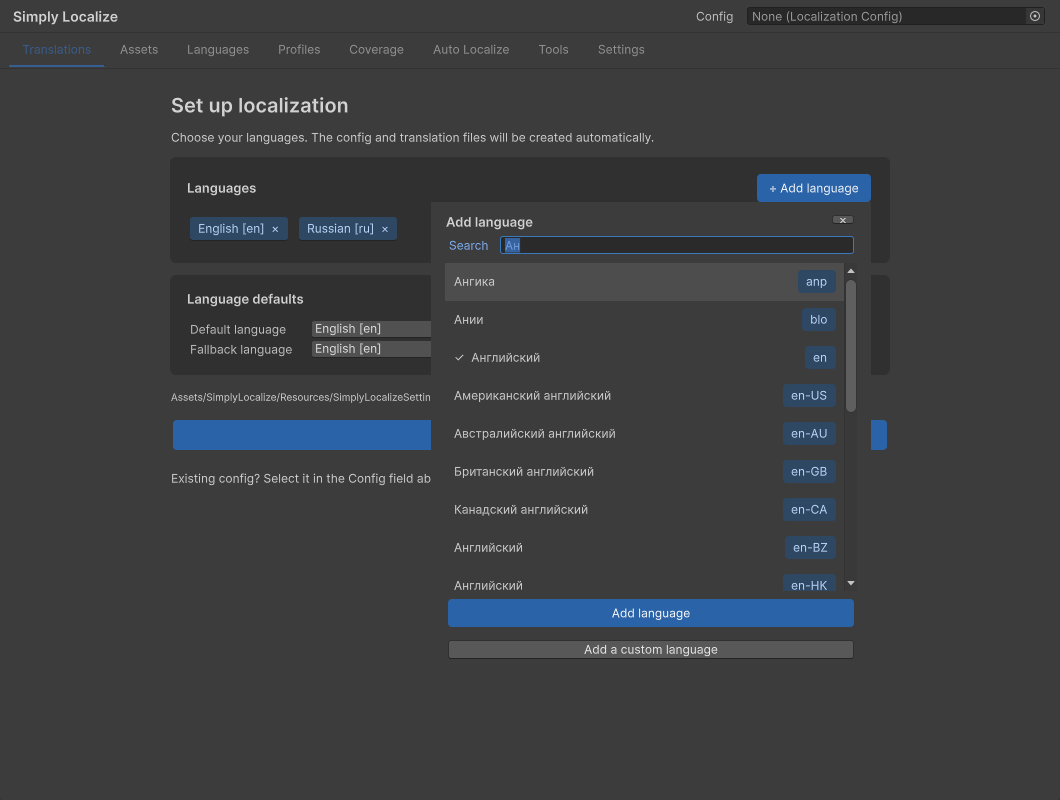 Simply Localize
Config
None (Localization Config)
Translations
Assets
Languages
Profiles
Coverage
Auto Localize
Tools
Settings
Set up localization
Choose your languages. The config and translation files will be created automatically.
Languages
+ Add language
English [en] ×
Russian [ru] ×
Language defaults
Default language
English [en]
Fallback language
English [en]
Assets/SimplyLocalize/Resources/SimplyLocalizeSettin
Existing config? Select it in the Config field ab
Add language
×
Search
Ан
Ангика
anp
Ании
blo
✓ Английский
en
Американский английский
en-US
Австралийский английский
en-AU
Британский английский
en-GB
Канадский английский
en-CA
Английский
en-BZ
Английский
en-HK
Add language
Add a custom language